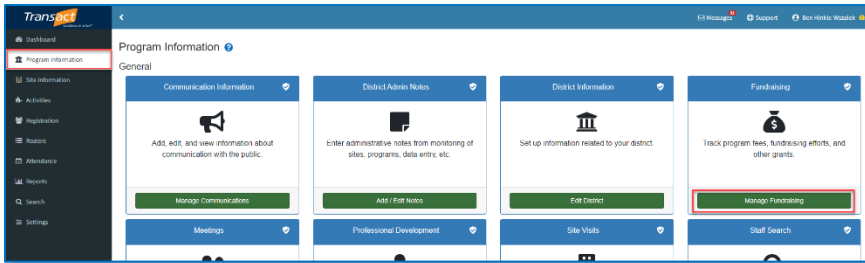 Transact
Messages
Support
Ben Hinkle Wszolek
Dashboard
Program Information
Site Information
Activities
Registration
Rosters
Attendance
Reports
Search
Settings
Program Information
General
Communication Information
Add, edit, and view information about
communication with the public.
Manage Communications
District Admin Notes
Enter administrative notes from monitoring of
sites, programs, data entry, etc.
Add / Edit Notes
District Information
Set up information related to your district.
Edit District
Fundraising
Track program fees, fundraising efforts, and
other grants.
Manage Fundraising
Meetings
Professional Development
Site Visits
Staff Search